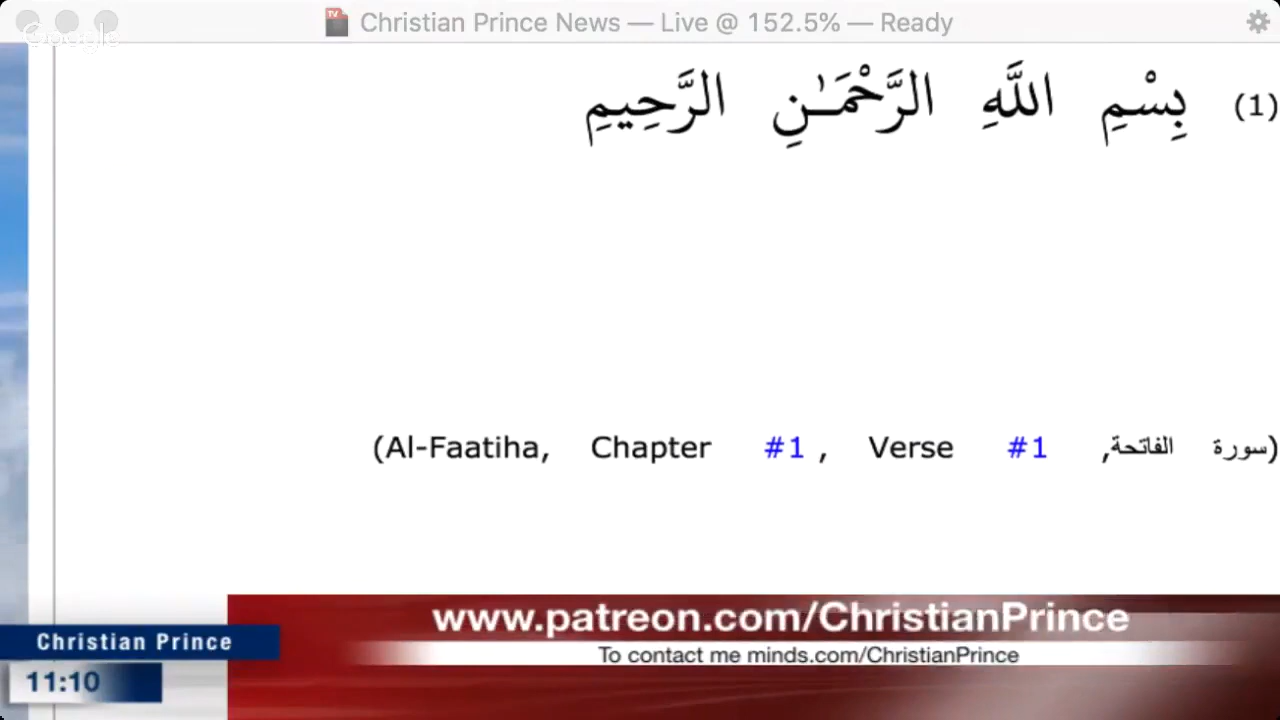 Christian Prince News — Live @ 152.5% — Ready
Google
(1) بِسْمِ اللَّهِ الرَّحْمَـٰنِ الرَّحِيمِ
(سورة الفاتحة, Al-Faatiha, Chapter #1, Verse #1)
www.patreon.com/ChristianPrince
Christian Prince
To contact me minds.com/ChristianPrince
11:10